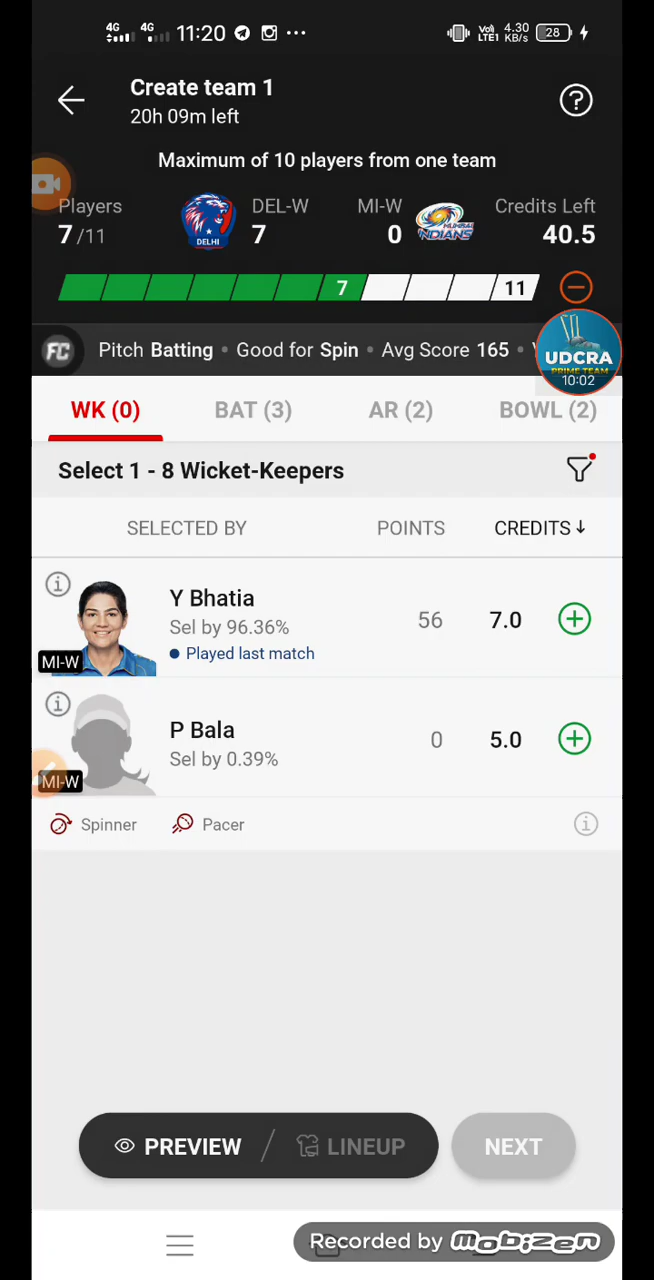 4G 4G 11:20 ··· Vo)) LTE1 4.30 KB/s 28
Create team 1
20h 09m left
?
Maximum of 10 players from one team
Players DEL-W MI-W Credits Left
7 /11 7 0 40.5
DELHI
MUMBAI
INDIANS
7 11
FC Pitch Batting • Good for Spin • Avg Score 165 •
UDCRA
PRIME TEAM
10:02
WK (0) BAT (3) AR (2) BOWL (2)
Select 1 - 8 Wicket-Keepers
SELECTED BY POINTS CREDITS ↓
Y Bhatia
Sel by 96.36%
• Played last match
56 7.0
MI-W
P Bala
Sel by 0.39%
0 5.0
MI-W
Spinner Pacer
PREVIEW / LINEUP NEXT
Recorded by mobizen